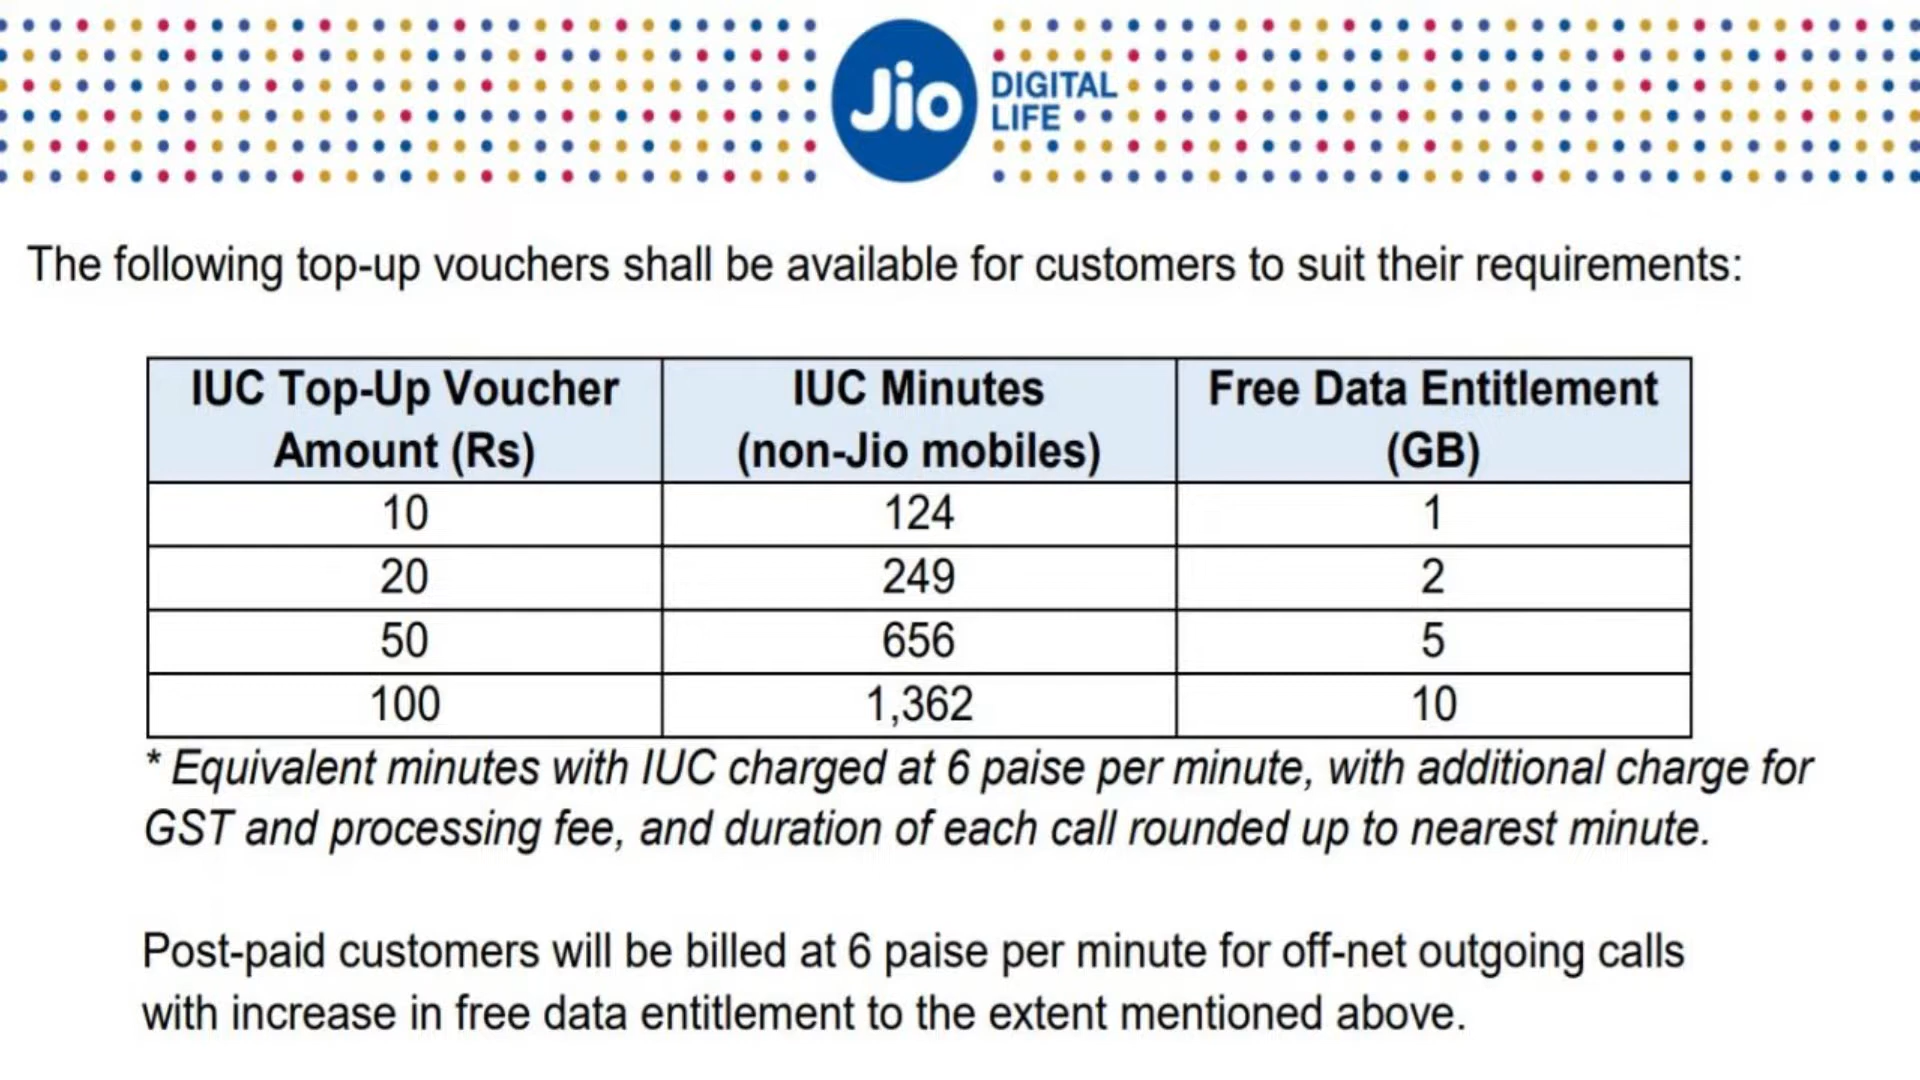 Jio DIGITAL
LIFE
The following top-up vouchers shall be available for customers to suit their requirements:
IUC Top-Up Voucher Amount (Rs) IUC Minutes (non-Jio mobiles) Free Data Entitlement (GB)
10 124 1
20 249 2
50 656 5
100 1,362 10
* Equivalent minutes with IUC charged at 6 paise per minute, with additional charge for
GST and processing fee, and duration of each call rounded up to nearest minute.
Post-paid customers will be billed at 6 paise per minute for off-net outgoing calls
with increase in free data entitlement to the extent mentioned above.